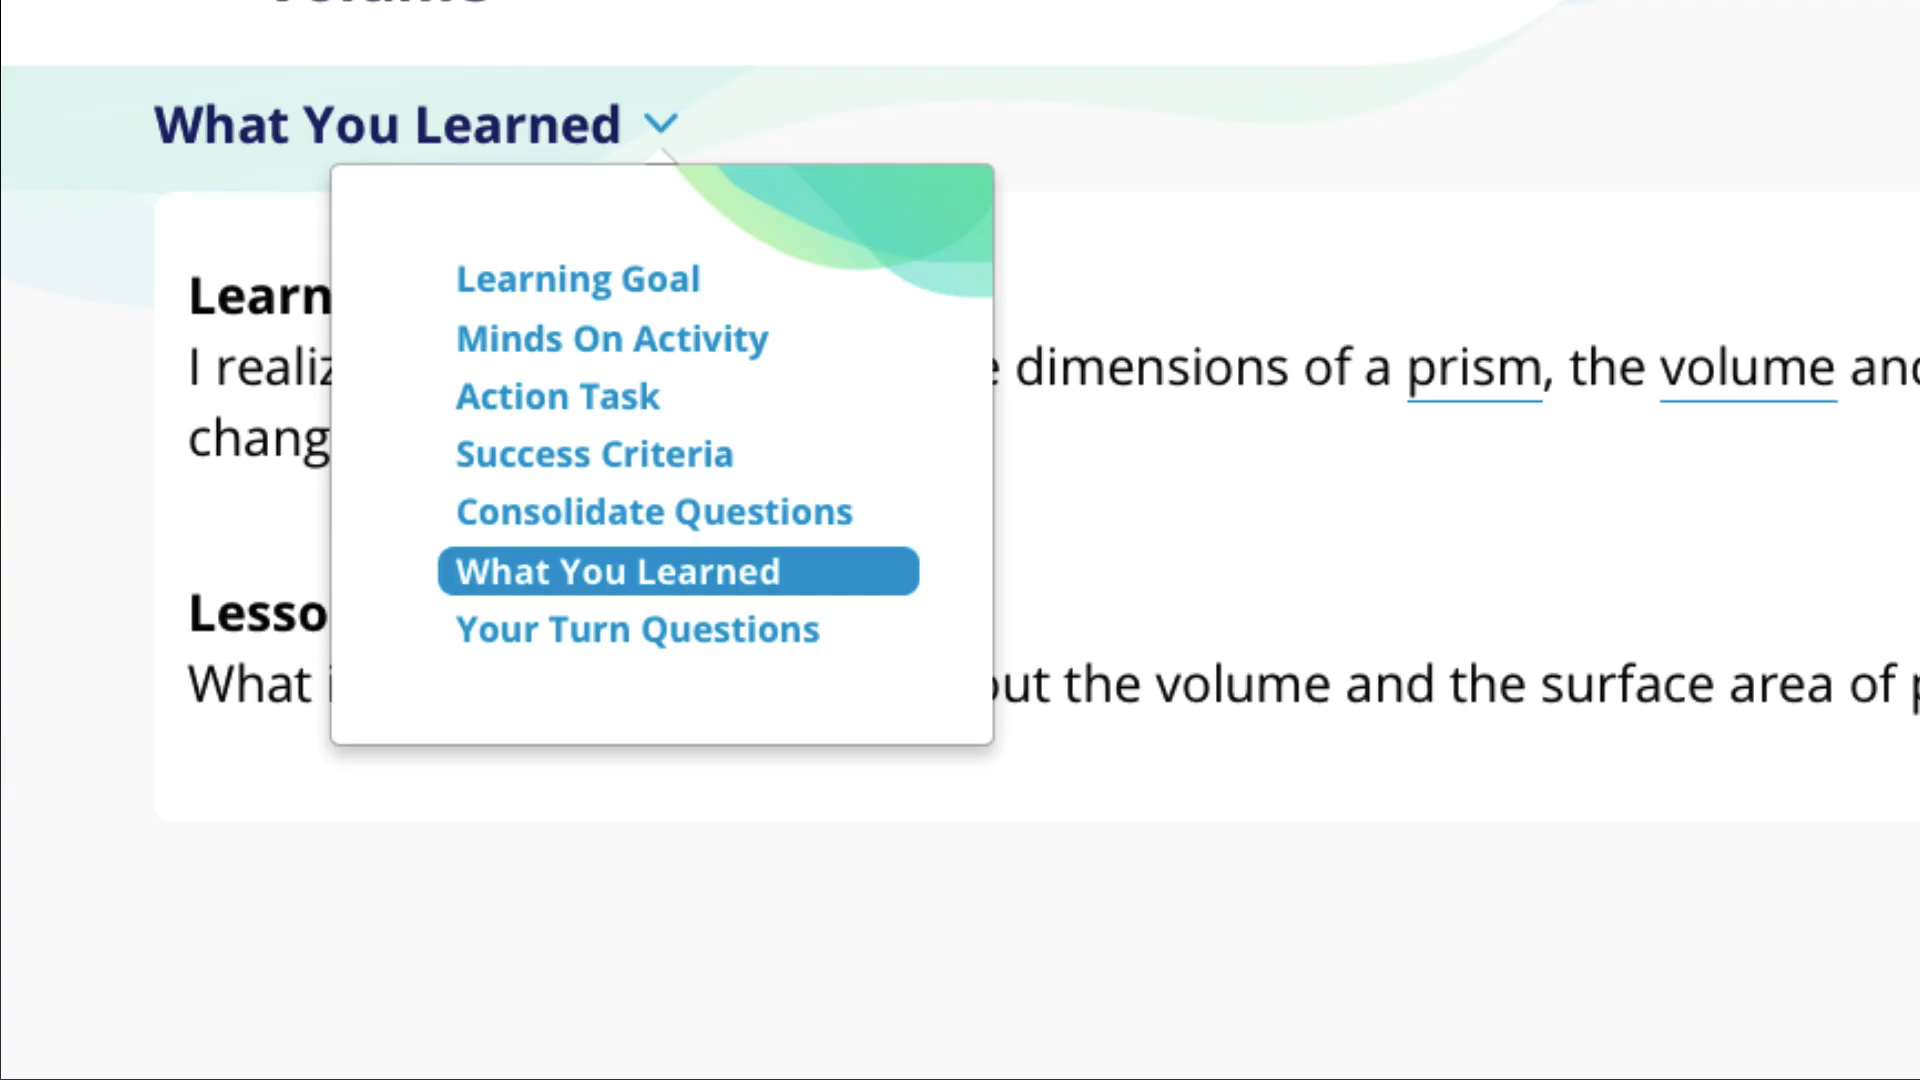 What You Learned
Learning Goal
Minds On Activity
Action Task
Success Criteria
Consolidate Questions
What You Learned
Your Turn Questions
Learn
I realiz dimensions of a prism, the volume and
chang
Lesso
What the volume and the surface area of